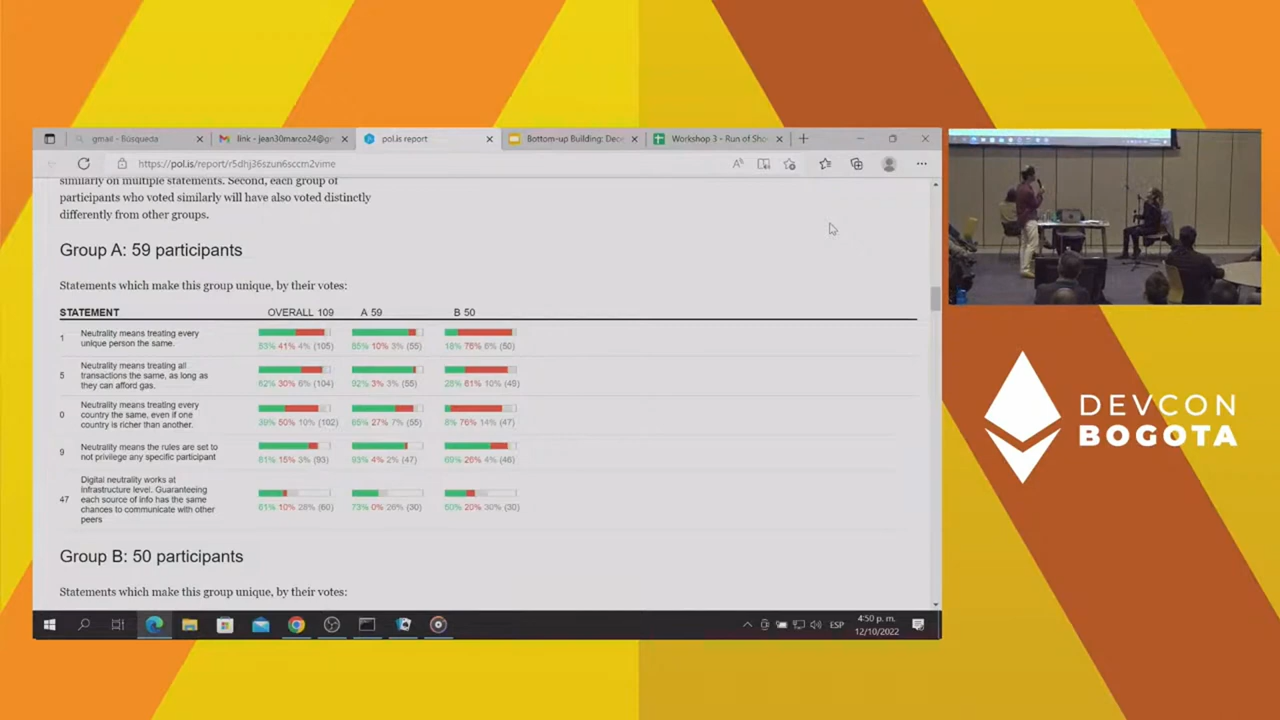 gmail - Búsqueda
link - jean30marco24@gm
pol.is report
Bottom-up Building: Dece
Workshop 3 - Run of Sho
https://pol.is/report/r5dhj36szun6sccm2vime
similarly on multiple statements. Second, each group of
participants who voted similarly will have also voted distinctly
differently from other groups.
Group A: 59 participants
Statements which make this group unique, by their votes:
STATEMENT OVERALL 109 A 59 B 50
1 Neutrality means treating every
unique person the same.
53% 41% 4% (105) 85% 10% 3% (55) 18% 76% 6% (50)
5 Neutrality means treating all
transactions the same, as long as
they can afford gas.
62% 30% 6% (104) 92% 3% 3% (55) 28% 61% 10% (49)
0 Neutrality means treating every
country the same, even if one
country is richer than another.
39% 50% 10% (102) 65% 27% 7% (55) 8% 76% 14% (47)
9 Neutrality means the rules are set to
not privilege any specific participant
81% 15% 3% (93) 93% 4% 2% (47) 69% 26% 4% (46)
47 Digital neutrality works at
infrastructure level. Guaranteeing
each source of info has the same
chances to communicate with other
peers
61% 10% 28% (60) 73% 0% 26% (30) 50% 20% 30% (30)
Group B: 50 participants
Statements which make this group unique, by their votes:
ESP
4:50 p. m.
12/10/2022
DEVCON
BOGOTA